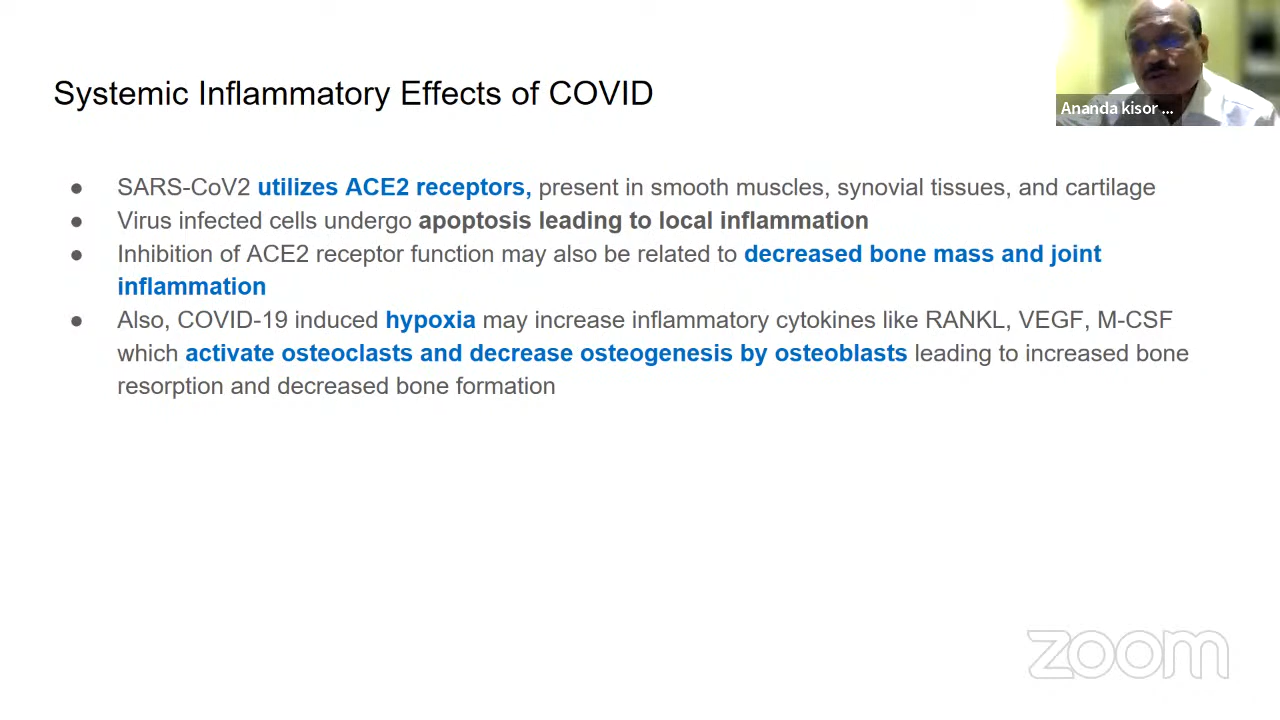 Systemic Inflammatory Effects of COVID
Ananda kisor ...
● SARS-CoV2 utilizes ACE2 receptors, present in smooth muscles, synovial tissues, and cartilage
● Virus infected cells undergo apoptosis leading to local inflammation
● Inhibition of ACE2 receptor function may also be related to decreased bone mass and joint
inflammation
● Also, COVID-19 induced hypoxia may increase inflammatory cytokines like RANKL, VEGF, M-CSF
which activate osteoclasts and decrease osteogenesis by osteoblasts leading to increased bone
resorption and decreased bone formation
zoom